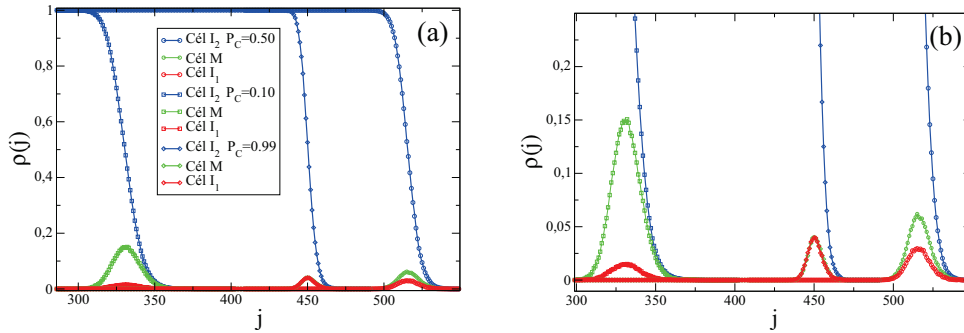 (a)
1
0,8
0,6
0,4
0,2
0
ρ(j)
Cél I2 PC=0.50
Cél M
Cél I1
Cél I2 PC=0.10
Cél M
Cél I1
Cél I2 PC=0.99
Cél M
Cél I1
300 350 400 450 500
j
(b)
0,2
0,15
0,1
0,05
0
ρ(j)
300 350 400 450 500
j